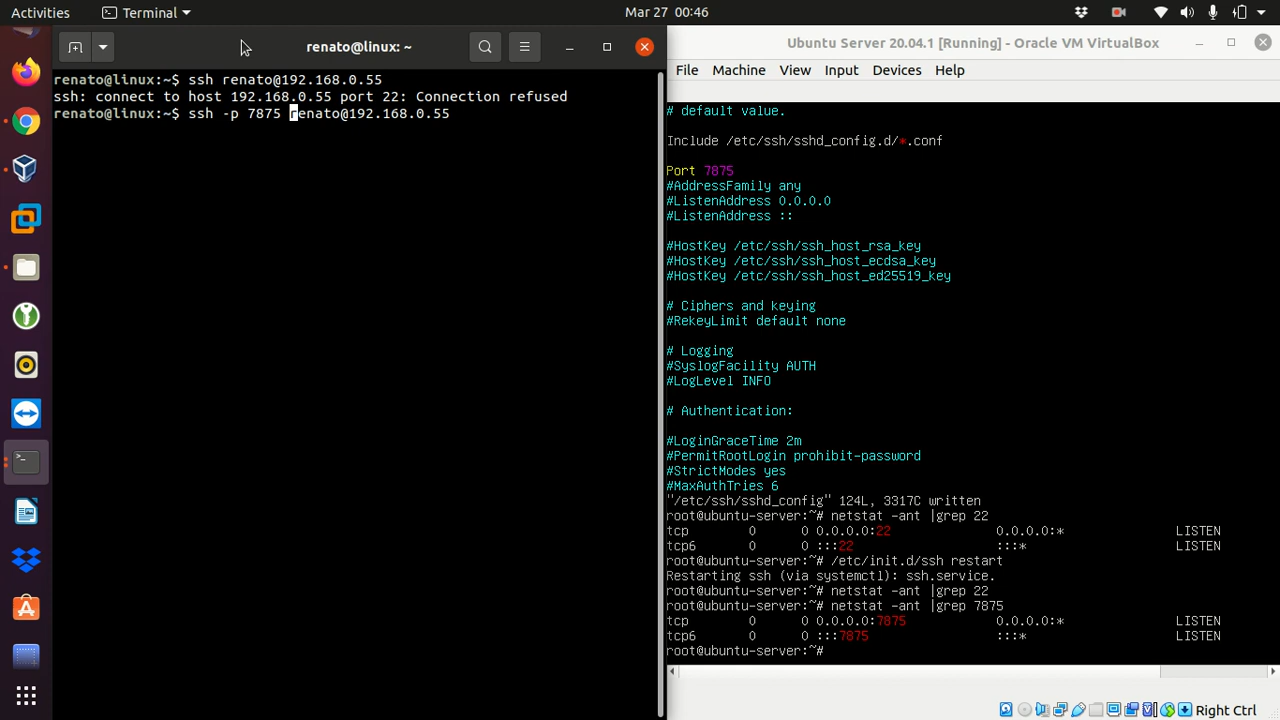 Activities
Terminal
Mar 27 00:46
renato@linux: ~
renato@linux:~$ ssh renato@192.168.0.55
ssh: connect to host 192.168.0.55 port 22: Connection refused
renato@linux:~$ ssh -p 7875 renato@192.168.0.55
Ubuntu Server 20.04.1 [Running] - Oracle VM VirtualBox
File Machine View Input Devices Help
# default value.
Include /etc/ssh/sshd_config.d/*.conf
Port 7875
#AddressFamily any
#ListenAddress 0.0.0.0
#ListenAddress ::
#HostKey /etc/ssh/ssh_host_rsa_key
#HostKey /etc/ssh/ssh_host_ecdsa_key
#HostKey /etc/ssh/ssh_host_ed25519_key
# Ciphers and keying
#RekeyLimit default none
# Logging
#SyslogFacility AUTH
#LogLevel INFO
# Authentication:
#LoginGraceTime 2m
#PermitRootLogin prohibit-password
#StrictModes yes
#MaxAuthTries 6
"/etc/ssh/sshd_config" 124L, 3317C written
root@ubuntu-server:~# netstat -ant |grep 22
tcp 0 0 0.0.0.0:22 0.0.0.0:* LISTEN
tcp6 0 0 :::22 :::* LISTEN
root@ubuntu-server:~# /etc/init.d/ssh restart
Restarting ssh (via systemctl): ssh.service.
root@ubuntu-server:~# netstat -ant |grep 22
root@ubuntu-server:~# netstat -ant |grep 7875
tcp 0 0 0.0.0.0:7875 0.0.0.0:* LISTEN
tcp6 0 0 :::7875 :::* LISTEN
root@ubuntu-server:~#
Right Ctrl